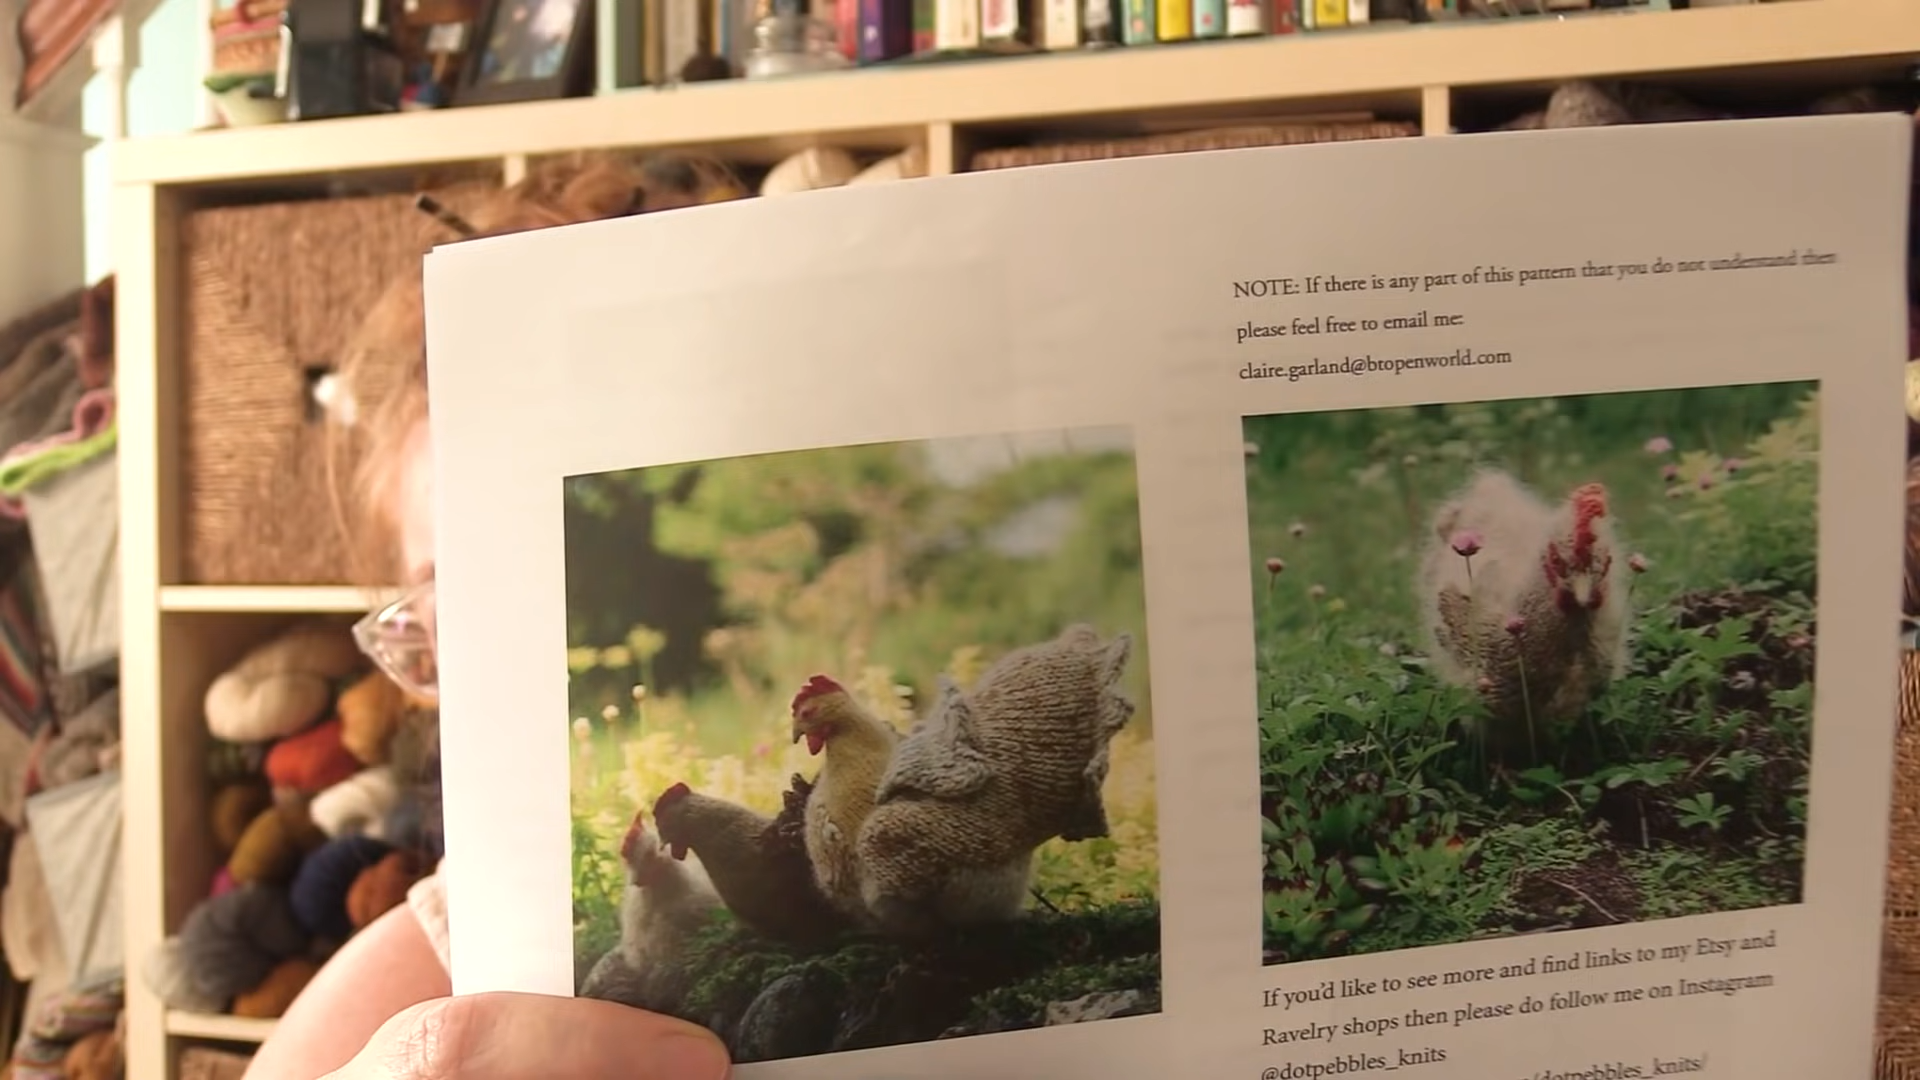 NOTE: If there is any part of this pattern that you do not understand then
please feel free to email me:
claire.garland@btopenworld.com
If you'd like to see more and find links to my Etsy and
Ravelry shops then please do follow me on Instagram
@dotpebbles_knits
/dotpebbles_knits/